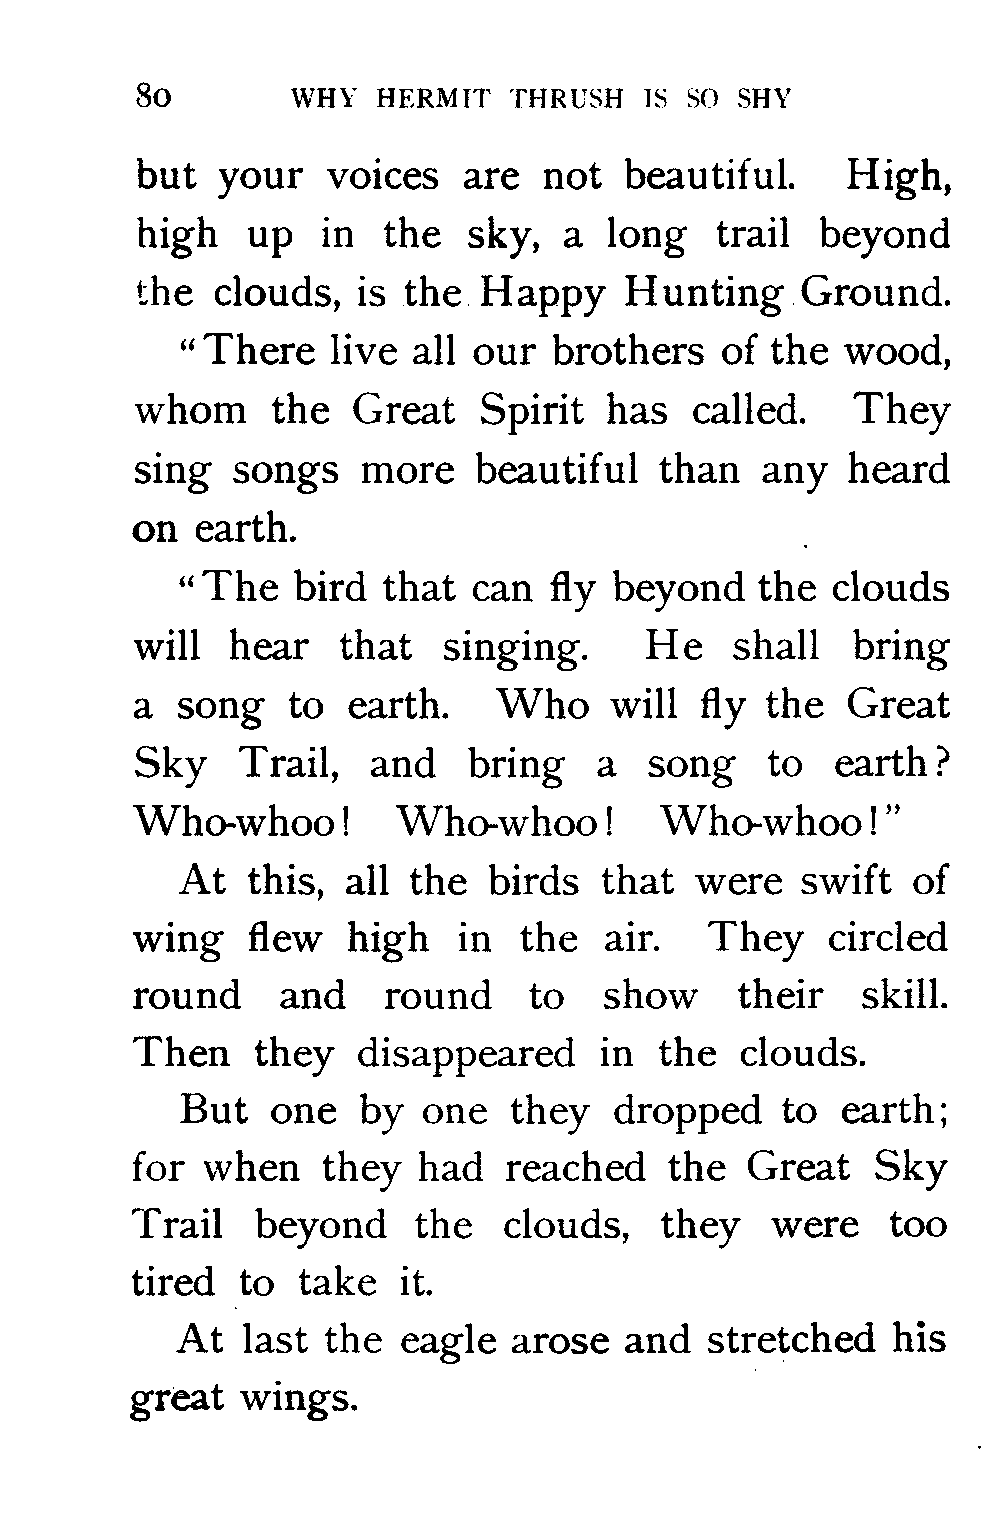 80 WHY HERMIT THRUSH IS SO SHY
but your voices are not beautiful. High,
high up in the sky, a long trail beyond
the clouds, is the Happy Hunting Ground.
“There live all our brothers of the wood,
whom the Great Spirit has called. They
sing songs more beautiful than any heard
on earth.
“The bird that can fly beyond the clouds
will hear that singing. He shall bring
a song to earth. Who will fly the Great
Sky Trail, and bring a song to earth?
Who-whoo! Who-whoo! Who-whoo!”
At this, all the birds that were swift of
wing flew high in the air. They circled
round and round to show their skill.
Then they disappeared in the clouds.
But one by one they dropped to earth;
for when they had reached the Great Sky
Trail beyond the clouds, they were too
tired to take it.
At last the eagle arose and stretched his
great wings.